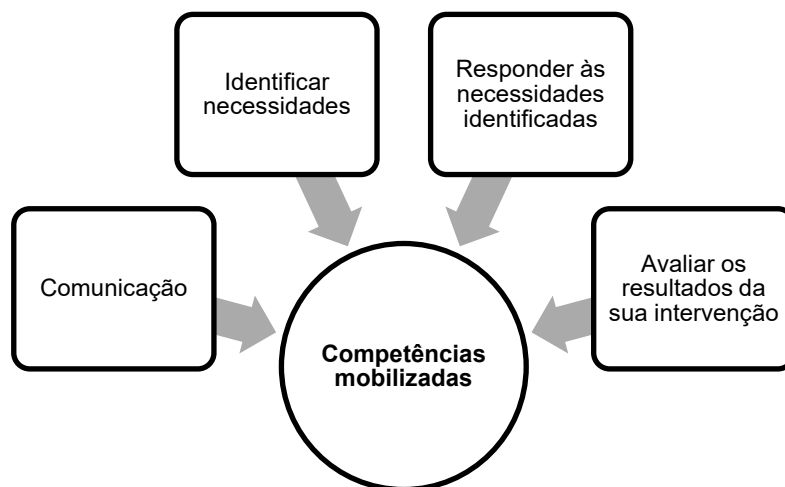 Identificar
necessidades
Responder às
necessidades
identificadas
Comunicação
Avaliar os
resultados da
sua intervenção
Competências
mobilizadas